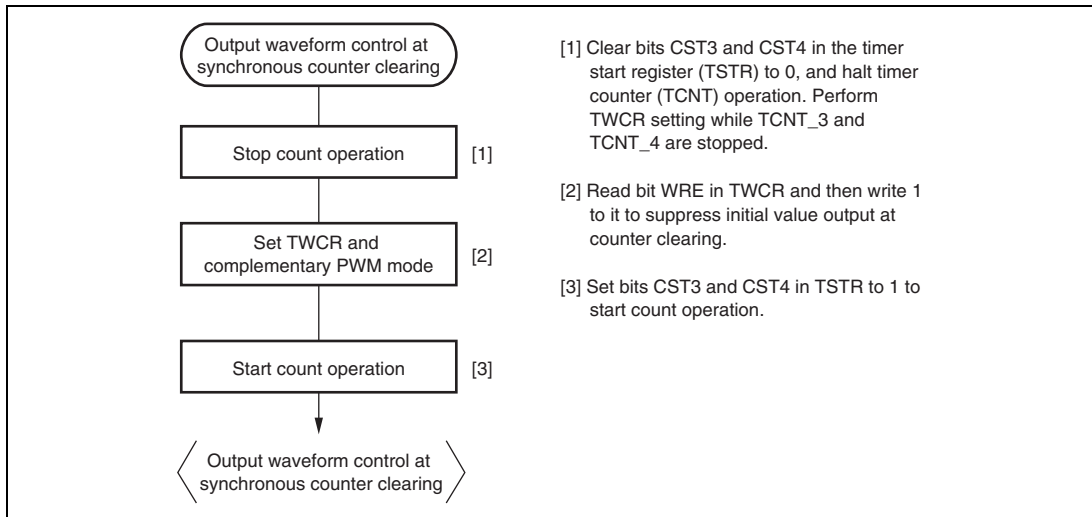 Output waveform control at
synchronous counter clearing
Stop count operation
[1]
Set TWCR and
complementary PWM mode
[2]
Start count operation
[3]
Output waveform control at
synchronous counter clearing
[1] Clear bits CST3 and CST4 in the timer
start register (TSTR) to 0, and halt timer
counter (TCNT) operation. Perform
TWCR setting while TCNT_3 and
TCNT_4 are stopped.
[2] Read bit WRE in TWCR and then write 1
to it to suppress initial value output at
counter clearing.
[3] Set bits CST3 and CST4 in TSTR to 1 to
start count operation.